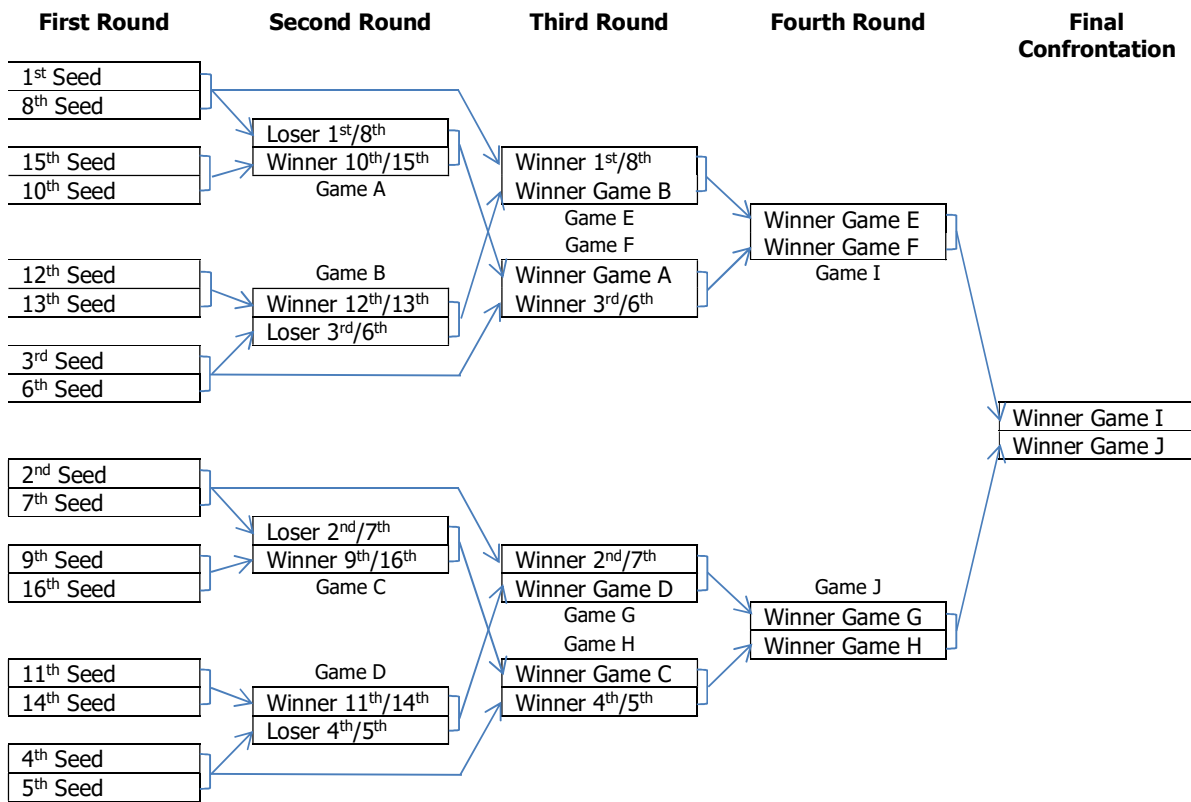 First Round
Second Round
Third Round
Fourth Round
Final
Confrontation
1st Seed
8th Seed
15th Seed
10th Seed
12th Seed
13th Seed
3rd Seed
6th Seed
2nd Seed
7th Seed
9th Seed
16th Seed
11th Seed
14th Seed
4th Seed
5th Seed
Loser 1st/8th
Winner 10th/15th
Game A
Game B
Winner 12th/13th
Loser 3rd/6th
Loser 2nd/7th
Winner 9th/16th
Game C
Game D
Winner 11th/14th
Loser 4th/5th
Winner 1st/8th
Winner Game B
Game E
Game F
Winner Game A
Winner 3rd/6th
Winner 2nd/7th
Winner Game D
Game G
Game H
Winner Game C
Winner 4th/5th
Winner Game E
Winner Game F
Game I
Game J
Winner Game G
Winner Game H
Winner Game I
Winner Game J